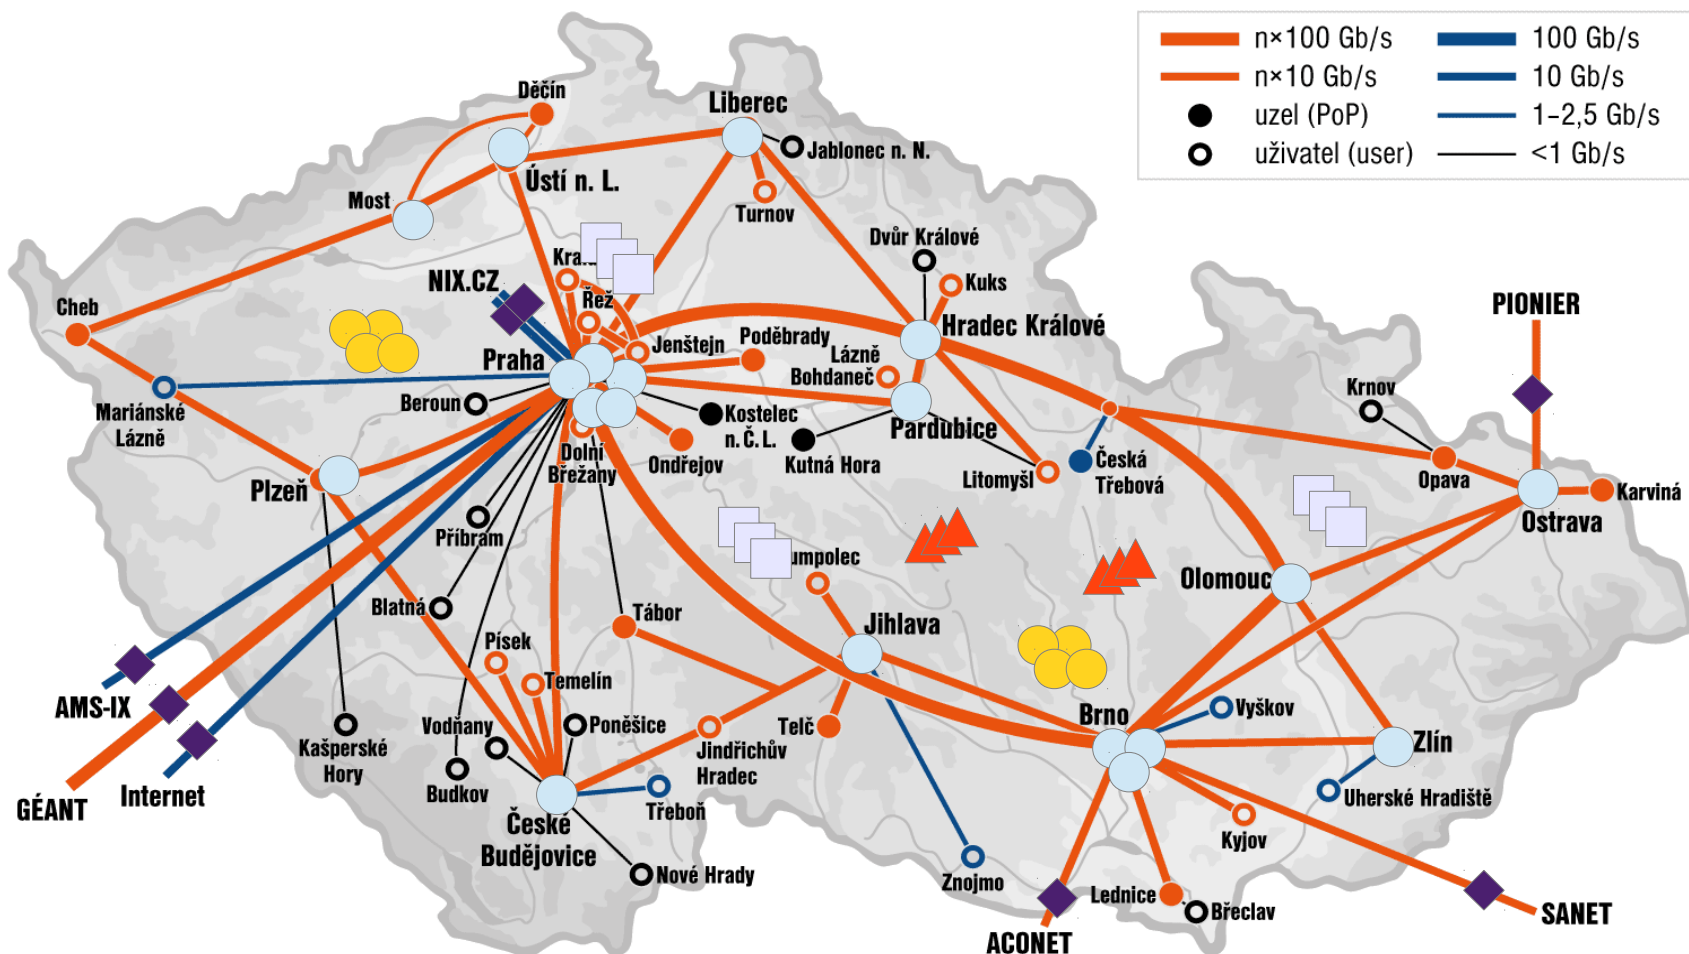 n×100 Gb/s
100 Gb/s
n×10 Gb/s
10 Gb/s
uzel (PoP)
1–2,5 Gb/s
uživatel (user)
<1 Gb/s
Děčín
Liberec
Jablonec n. N.
Ústí n. L.
Most
Turnov
Dvůr Králové
NIX.CZ
Kuks
Řež
Cheb
PIONIER
Hradec Králové
Praha
Jenštejn
Poděbrady
Lázně
Bohdaneč
Krnov
Mariánské
Lázně
Beroun
Kostelec
n. Č. L.
Pardubice
Kutná Hora
Dolní
Břežany
Ondřejov
Litomyšl
Česká
Třebová
Opava
Karviná
Plzeň
Ostrava
Příbram
Olomouc
Blatná
Tábor
Jihlava
Písek
Temelín
AMS-IX
Vodňany
Poněšice
Telč
Brno
Vyškov
Zlín
Kašperské
Hory
Jindřichův
Hradec
Internet
GÉANT
Budkov
Třeboň
Uherské Hradiště
České
Budějovice
Kyjov
Nové Hrady
Znojmo
Lednice
Břeclav
SANET
ACONET